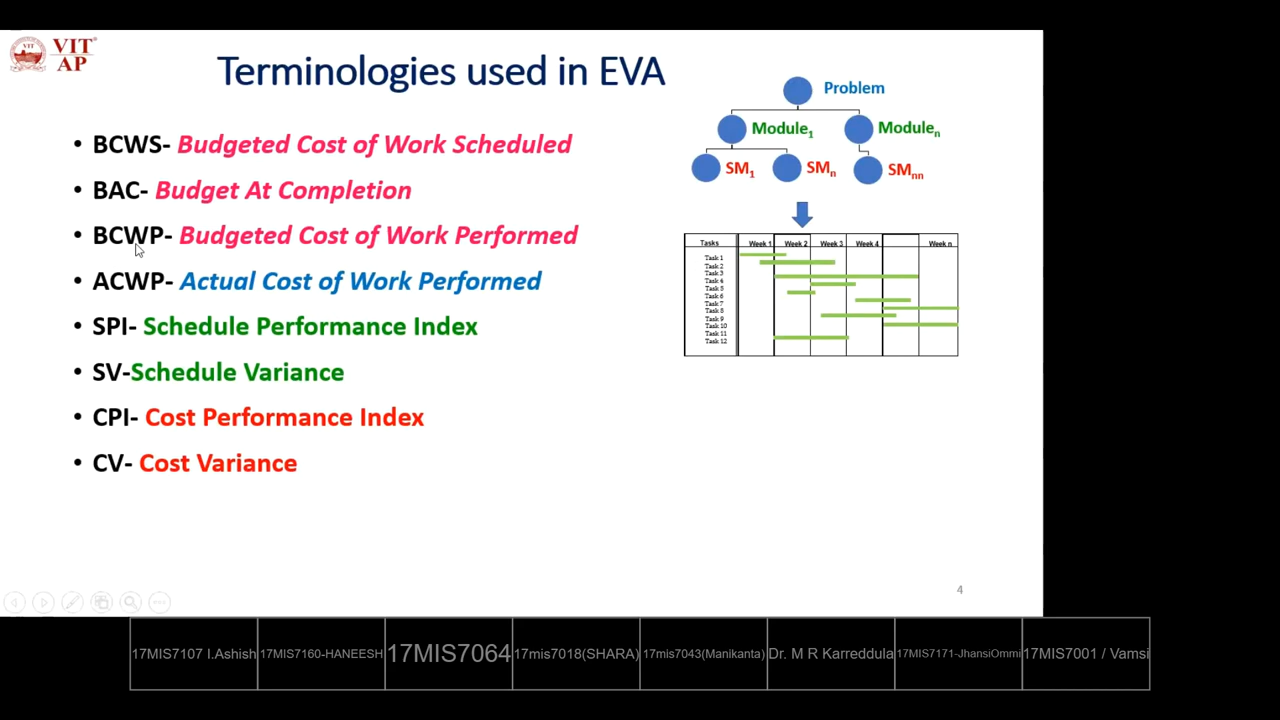 VIT
AP
Terminologies used in EVA
• BCWS- Budgeted Cost of Work Scheduled
• BAC- Budget At Completion
• BCWP- Budgeted Cost of Work Performed
• ACWP- Actual Cost of Work Performed
• SPI- Schedule Performance Index
• SV-Schedule Variance
• CPI- Cost Performance Index
• CV- Cost Variance
Problem
Module1 Modulen
SM1 SMn SMnn
Tasks Week 1 Week 2 Week 3 Week 4 Week n
Task 1
Task 2
Task 3
Task 4
Task 5
Task 6
Task 7
Task 8
Task 9
Task 10
Task 11
Task 12
4
17MIS7107 I.Ashish 17MIS7160-HANEESH 17MIS7064 17mis7018(SHARA) 17mis7043(Manikanta) Dr. M R Karreddula 17MIS7171-JhansiOmmi 17MIS7001 / Vamsi